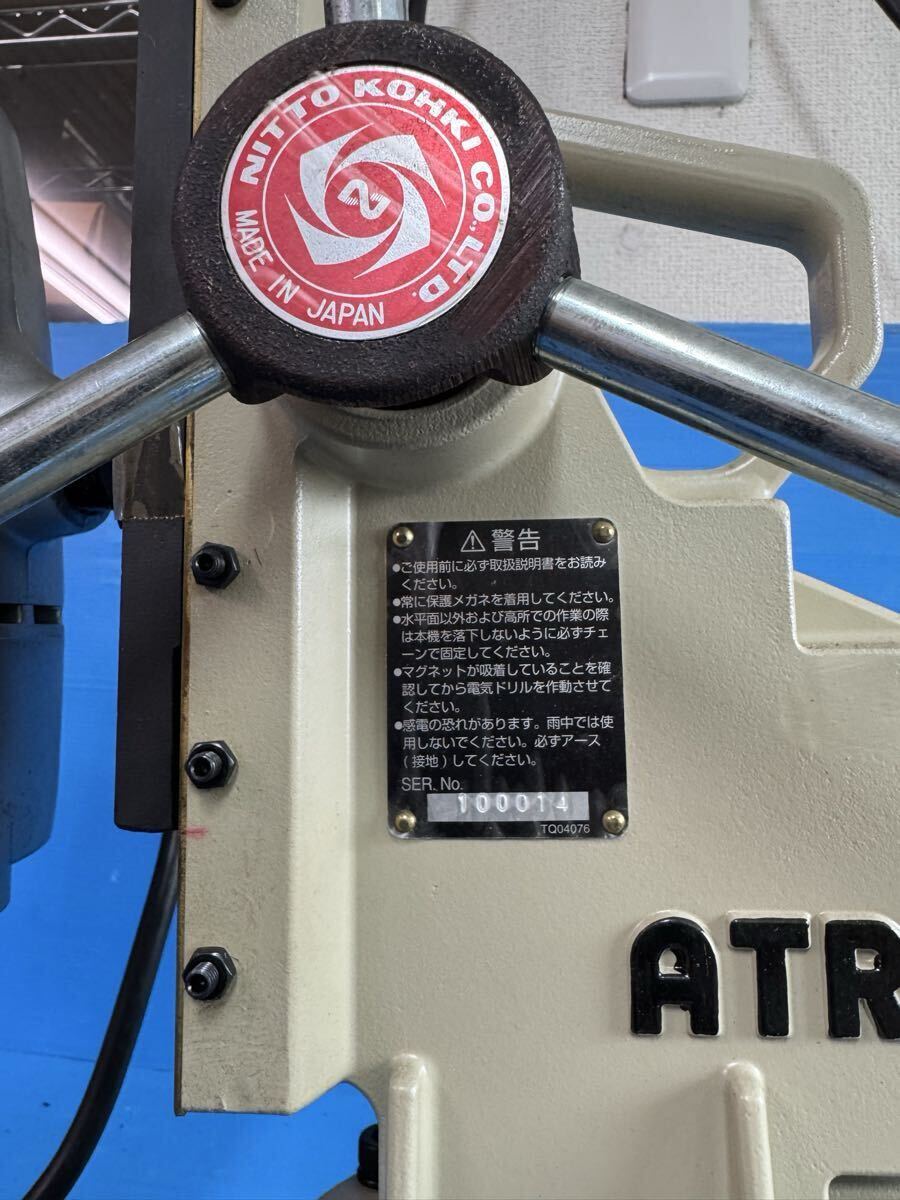 NITTO KOHKI CO., LTD.
MADE IN JAPAN
N
⚠警告
●ご使用前に必ず取扱説明書をお読み
ください。
●常に保護メガネを着用してください。
●水平面以外および高所での作業の際
は本機を落下しないように必ずチェ
ーンで固定してください。
●マグネットが吸着していることを確
認してから電気ドリルを作動させて
ください。
●感電の恐れがあります。雨中では使
用しないでください。必ずアース
(接地)してください。
SER. No.
100014
TQ04076
ATR